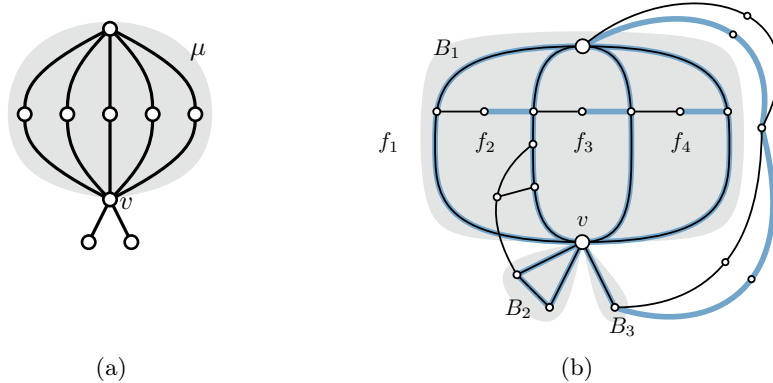 μ
v
(a)
B₁
f₁
f₂
f₃
f₄
v
B₂
B₃
(b)